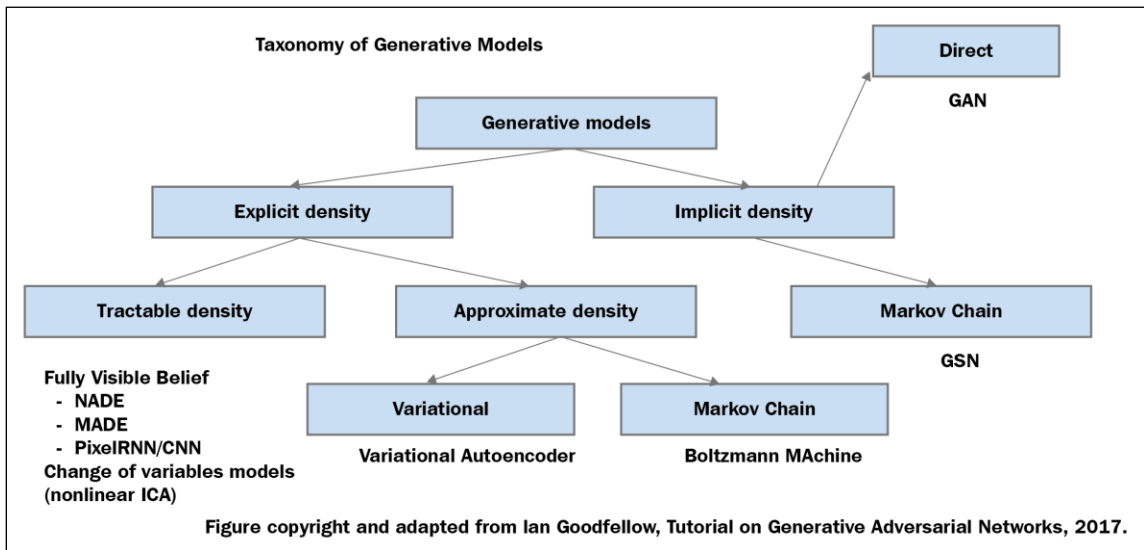 Taxonomy of Generative Models
Direct
GAN
Generative models
Explicit density
Implicit density
Tractable density
Approximate density
Markov Chain
GSN
Fully Visible Belief
- NADE
- MADE
- PixelRNN/CNN
Change of variables models
(nonlinear ICA)
Variational
Markov Chain
Variational Autoencoder
Boltzmann MAchine
Figure copyright and adapted from Ian Goodfellow, Tutorial on Generative Adversarial Networks, 2017.